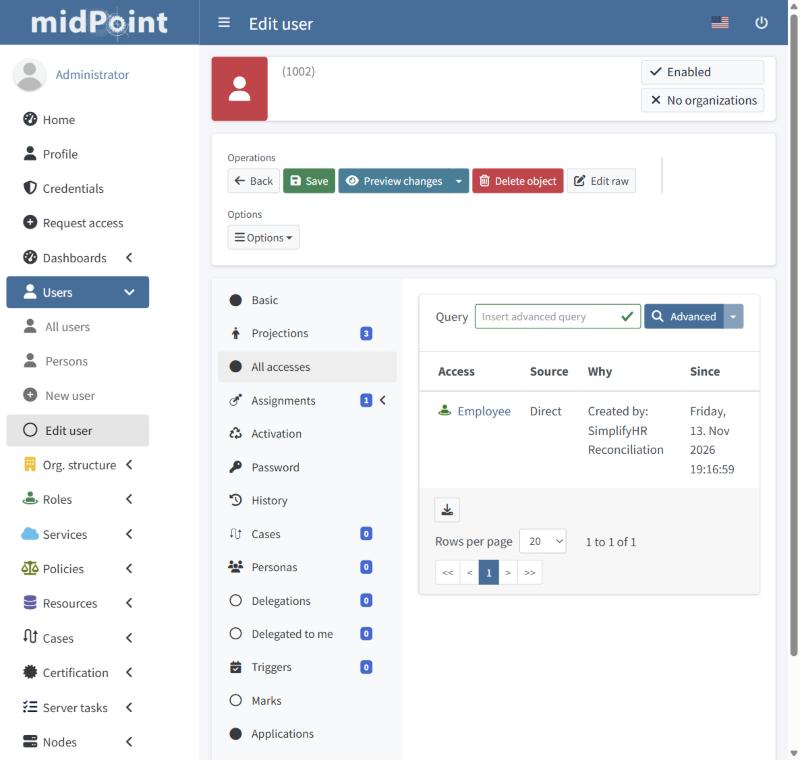 midPoint
Edit user
Administrator
Home
Profile
Credentials
Request access
Dashboards
Users
All users
Persons
New user
Edit user
Org. structure
Roles
Services
Policies
Resources
Cases
Certification
Server tasks
Nodes
(1002)
Enabled
No organizations
Operations
Back
Save
Preview changes
Delete object
Edit raw
Options
Options
Basic
Projections 3
All accesses
Assignments 1
Activation
Password
History
Cases 0
Personas 0
Delegations 0
Delegated to me 0
Triggers 0
Marks
Applications
Query Insert advanced query Advanced
Access Source Why Since
Employee Direct Created by: Friday,
SimplifyHR 13. Nov
Reconciliation 2026
19:16:59
Rows per page 20 1 to 1 of 1
<< < 1 > >>